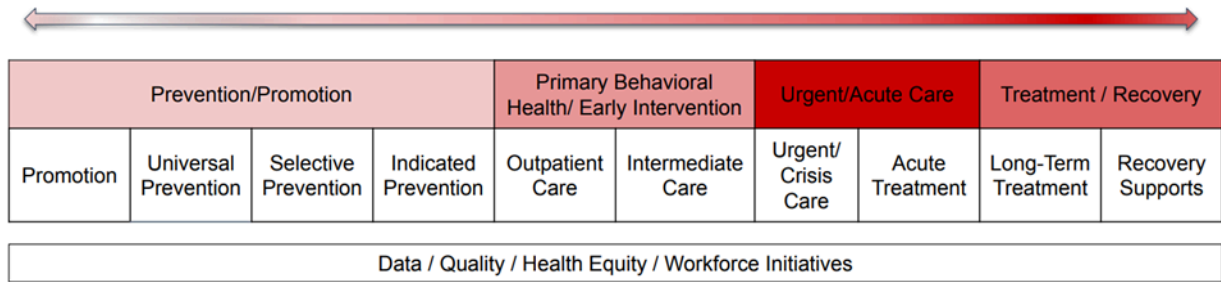 Prevention/Promotion
Primary Behavioral
Health/ Early Intervention
Urgent/Acute Care
Treatment / Recovery
Promotion
Universal
Prevention
Selective
Prevention
Indicated
Prevention
Outpatient
Care
Intermediate
Care
Urgent/
Crisis
Care
Acute
Treatment
Long-Term
Treatment
Recovery
Supports
Data / Quality / Health Equity / Workforce Initiatives